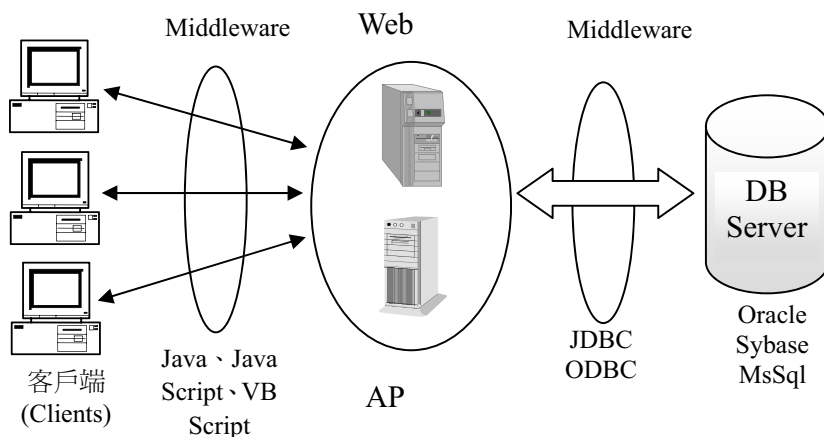 Middleware
Web
Middleware
DB
Server
Oracle
Sybase
MsSql
JDBC
ODBC
AP
Java、Java
Script、VB
Script
客戶端
(Clients)